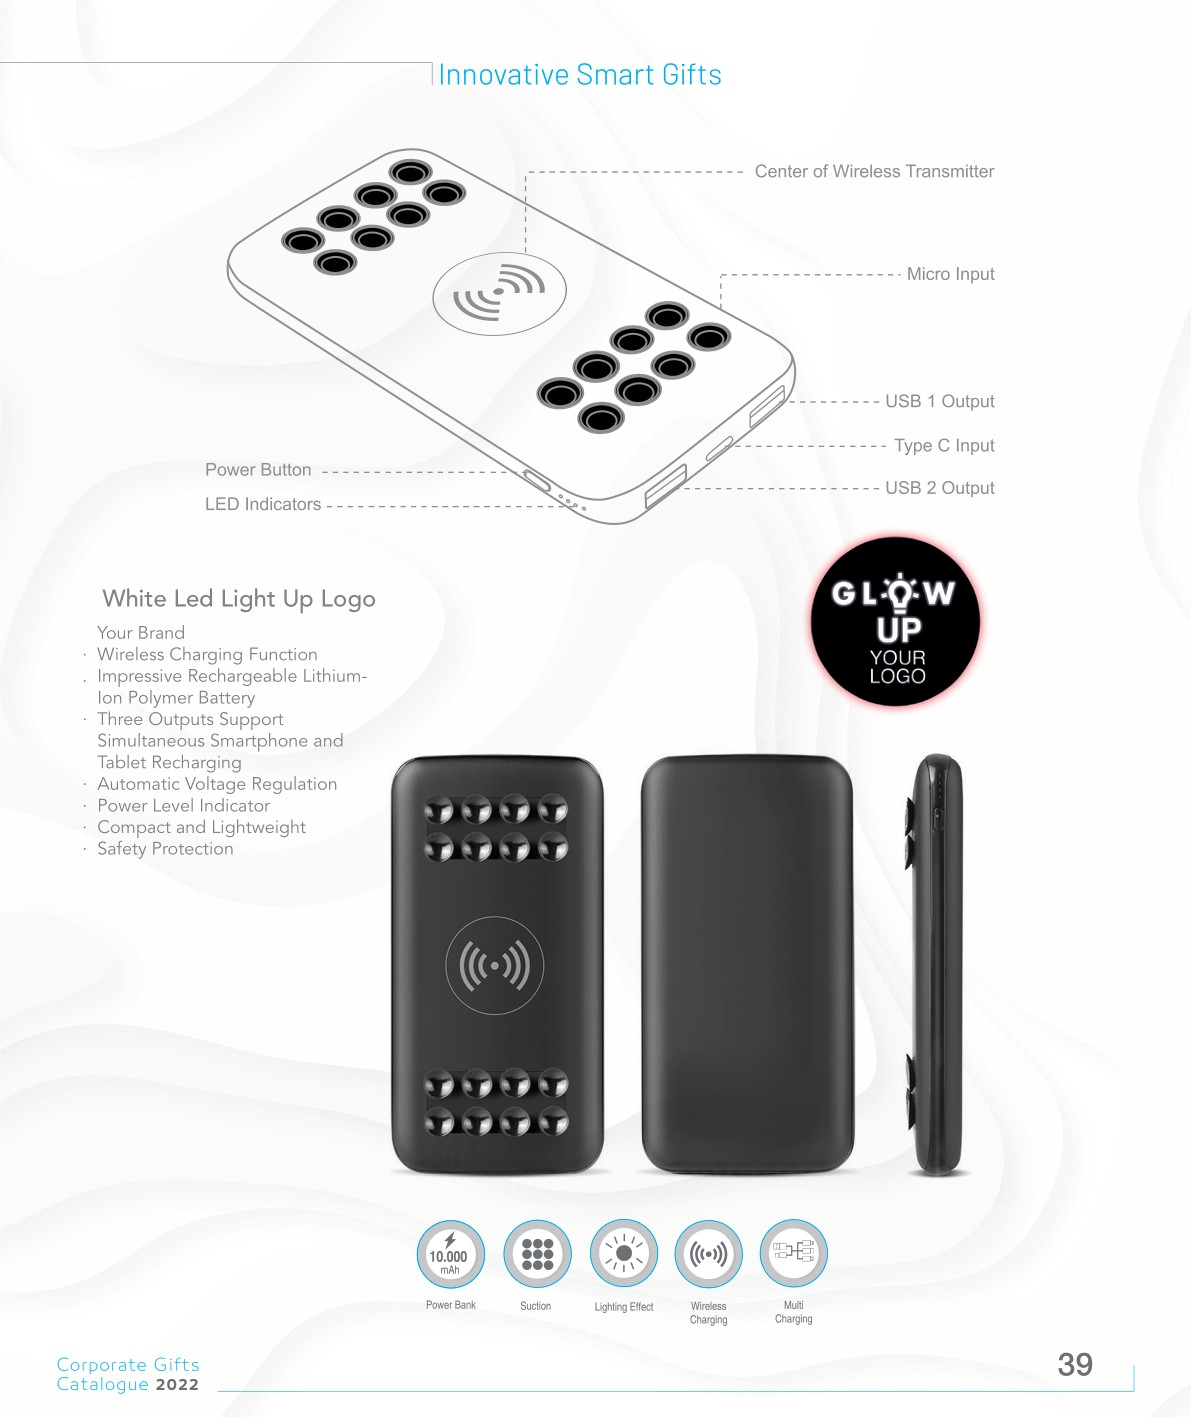 Innovative Smart Gifts
Center of Wireless Transmitter
Micro Input
USB 1 Output
Type C Input
USB 2 Output
Power Button
LED Indicators
GLOW
UP
YOUR
LOGO
White Led Light Up Logo
Your Brand
· Wireless Charging Function
. Impressive Rechargeable Lithium-
Ion Polymer Battery
· Three Outputs Support
Simultaneous Smartphone and
Tablet Recharging
· Automatic Voltage Regulation
· Power Level Indicator
· Compact and Lightweight
· Safety Protection
10.000
mAh
Power Bank
Suction
Lighting Effect
Wireless
Charging
Multi
Charging
Corporate Gifts
Catalogue 2022
39